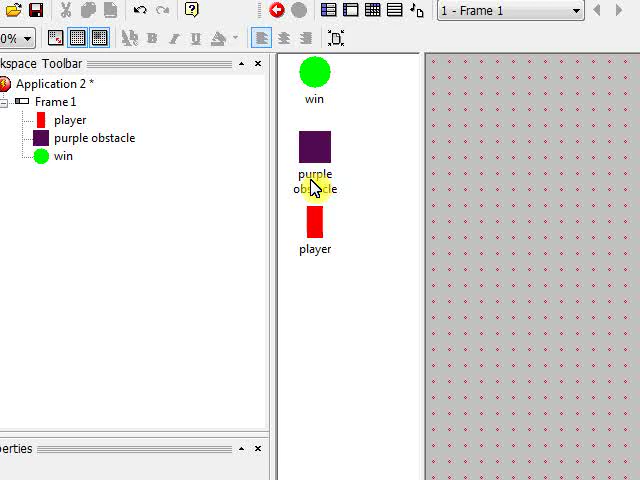 1 - Frame 1
0%
B I U
kspace Toolbar
Application 2 *
Frame 1
player
purple obstacle
win
win
purple
obstacle
player
erties